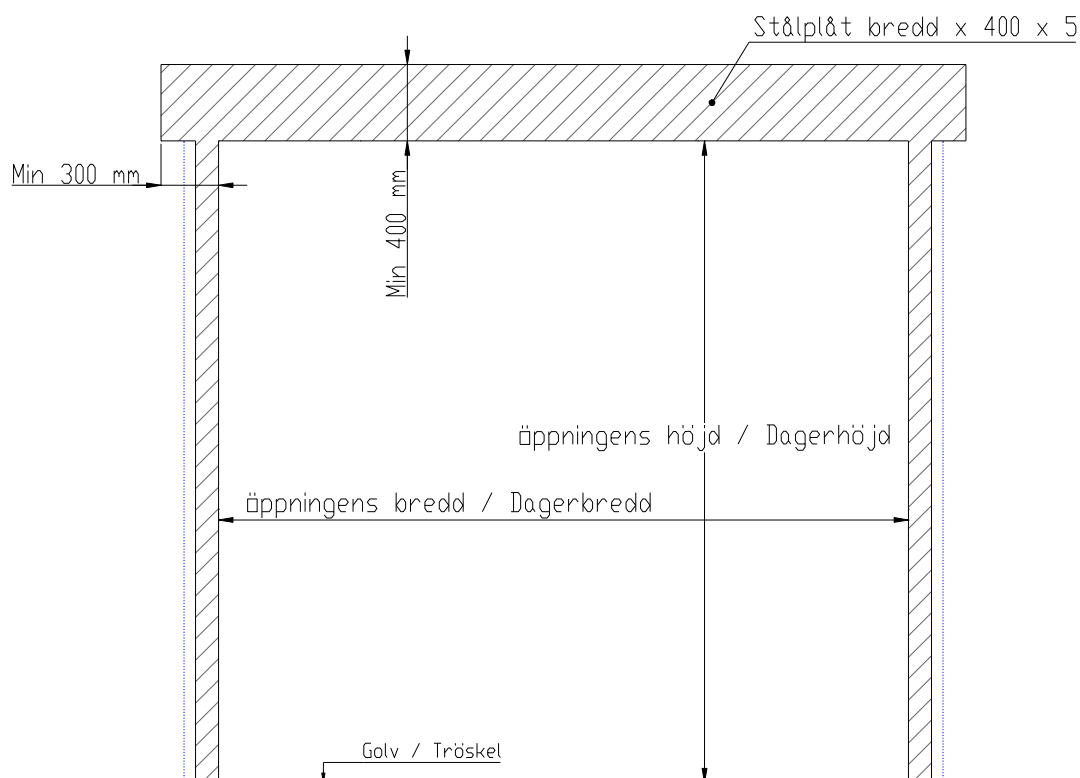 Stålplåt bredd x 400 x 5
Min 300 mm
Min 400 mm
öppningens höjd / Dagerhöjd
öppningens bredd / Dagerbredd
Golv / Tröskel